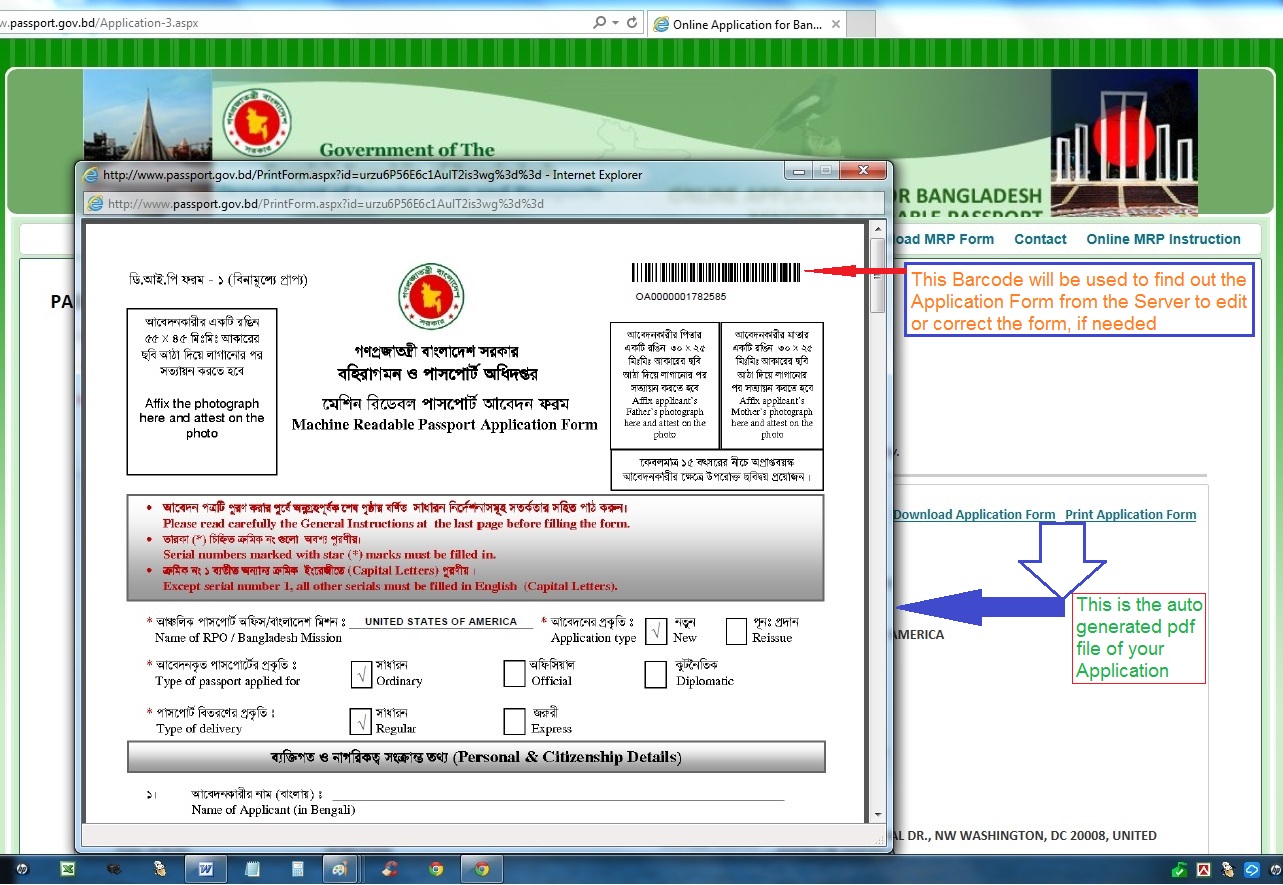 w.passport.gov.bd/Application-3.aspx
Online Application for Ban...
Government of The
R BANGLADESH
http://www.passport.gov.bd/PrintForm.aspx?id=urzu6P56E6c1AulT2is3wg%3d%3d - Internet Explorer
http://www.passport.gov.bd/PrintForm.aspx?id=urzu6P56E6c1AulT2is3wg%3d%3d
oad MRP Form Contact Online MRP Instruction
PA
ডি.আই.পি ফরম - ১ (বিনামূল্যে প্রাপ্য)
OA0000001782585
This Barcode will be used to find out the
Application Form from the Server to edit
or correct the form, if needed
আবেদনকারীর একটি রঙিন
৫৫ X ৪৫ মিঃমিঃ আকারের
ছবি আঠা দিয়ে লাগানোর পর
সত্যায়ন করতে হবে
Affix the photograph
here and attest on the
photo
গণপ্রজাতন্ত্রী বাংলাদেশ সরকার
বহিরাগমন ও পাসপোর্ট অধিদপ্তর
মেশিন রিডেবল পাসপোর্ট আবেদন ফরম
Machine Readable Passport Application Form
আবেদনকারীর পিতার
একটি রঙিন ৩০ X ২৫
মিঃমিঃ আকারের ছবি
আঠা দিয়ে লাগানোর পর
সত্যায়ন করতে হবে
Affix applicant's
Father's photograph
here and attest on the
photo
আবেদনকারীর মাতার
একটি রঙিন ৩০ X ২৫
মিঃমিঃ আকারের ছবি
আঠা দিয়ে লাগানোর
পর সত্যায়ন করতে হবে
Affix applicant's
Mother's photograph
here and attest on the
photo
কেবলমাত্র ১৫ বৎসরের নীচে অপ্রাপ্তবয়স্ক
আবেদনকারীর ক্ষেত্রে উপরোক্ত ছবিদ্বয় প্রয়োজন।
• আবেদন পত্রটি পূরণ করার পূর্বে অনুগ্রহপূর্বক শেষ পৃষ্ঠায় বর্ণিত সাধারন নির্দেশনাসমূহ সতর্কতার সহিত পাঠ করুন।
Please read carefully the General Instructions at the last page before filling the form.
• তারকা (*) চিহ্নিত ক্রমিক নং গুলো অবশ্য পূরণীয়।
Serial numbers marked with star (*) marks must be filled in.
• ক্রমিক নং ১ ব্যতীত অন্যান্য ক্রমিক ইংরেজীতে (Capital Letters) পূরণীয়।
Except serial number 1, all other serials must be filled in English (Capital Letters).
Download Application Form Print Application Form
This is the auto
generated pdf
file of your
Application
* আঞ্চলিক পাসপোর্ট অফিস/বাংলাদেশ মিশন : UNITED STATES OF AMERICA * আবেদনের প্রকৃতি : √ নতুন পূনঃ প্রদান
Name of RPO / Bangladesh Mission Application type New Reissue
MERICA
* আবেদনকৃত পাসপোর্টের প্রকৃতি : √ সাধারন অফিসিয়াল কুটনৈতিক
Type of passport applied for Ordinary Official Diplomatic
* পাসপোর্ট বিতরণের প্রকৃতি : √ সাধারন জরুরী
Type of delivery Regular Express
ব্যক্তিগত ও নাগরিকত্ব সংক্রান্ত তথ্য (Personal & Citizenship Details)
১। আবেদনকারীর নাম (বাংলায়) :
Name of Applicant (in Bengali)
AL DR., NW WASHINGTON, DC 20008, UNITED